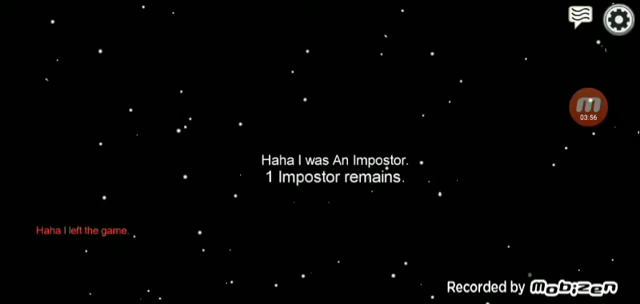 03:56
Haha I was An Impostor.
1 Impostor remains.
Haha I left the game.
Recorded by Mobizen